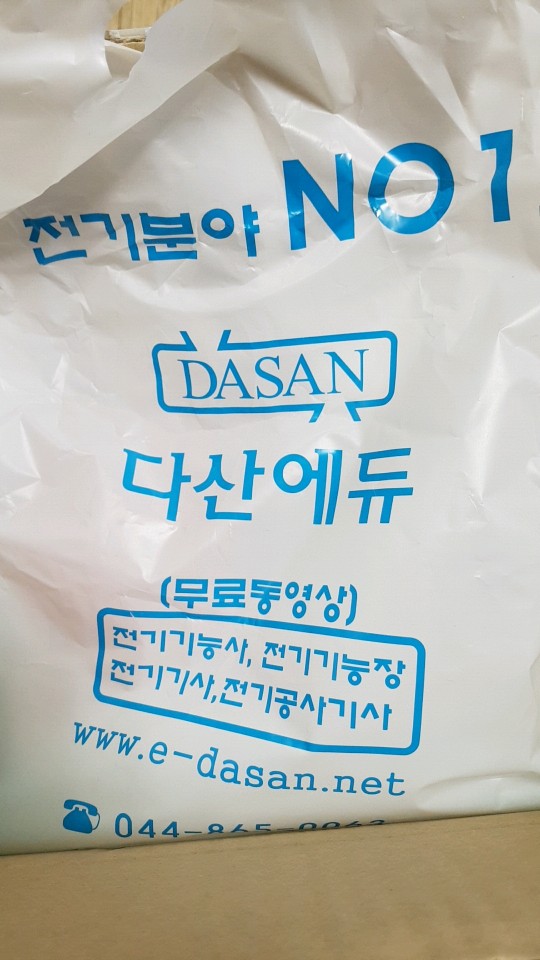 전기분야 NO1
DASAN
다산에듀
(무료동영상)
전기기능사, 전기기능장
전기기사,전기공사기사
www.e-dasan.net
044-865-